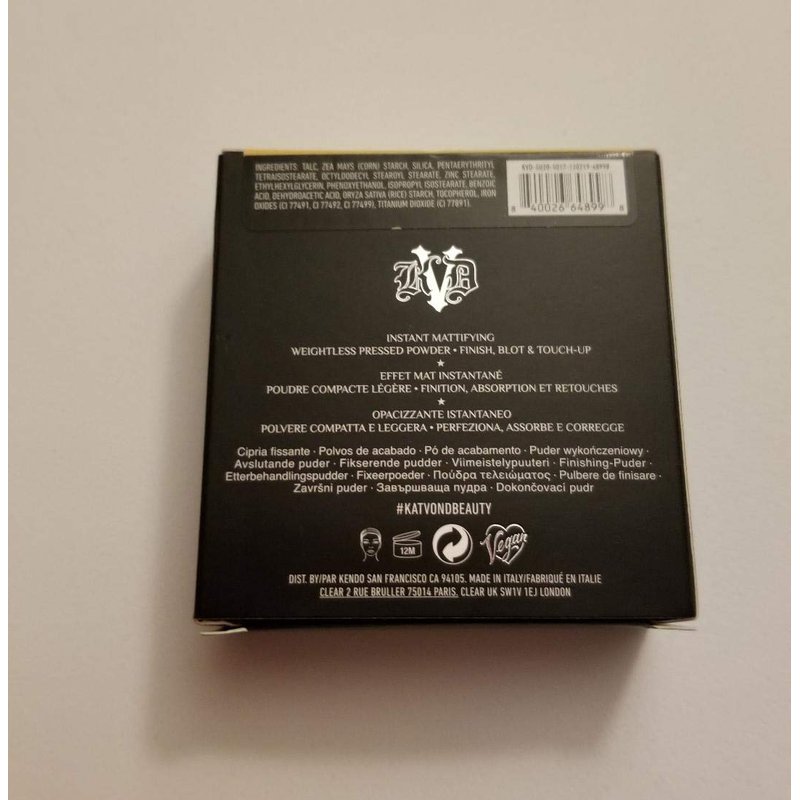 INGREDIENTS: TALC, ZEA MAYS (CORN) STARCH, SILICA, PENTAERYTHRITYL
TETRAISOSTEARATE, OCTYLDODECYL STEAROYL STEARATE, ZINC STEARATE,
ETHYLHEXYLGLYCERIN, PHENOXYETHANOL, ISOPROPYL ISOSTEARATE, BENZOIC
ACID, DEHYDROACETIC ACID, ORYZA SATIVA (RICE) STARCH, TOCOPHEROL, IRON
OXIDES (CI 77491, CI 77492, CI 77499), TITANIUM DIOXIDE (CI 77891).
8 40026 64899 8
KVD
INSTANT MATTIFYING
WEIGHTLESS PRESSED POWDER • FINISH, BLOT & TOUCH-UP
EFFET MAT INSTANTANÉ
POUDRE COMPACTE LÉGÈRE • FINITION, ABSORPTION ET RETOUCHES
OPACIZZANTE ISTANTANEO
POLVERE COMPATTA E LEGGERA • PERFEZIONA, ASSORBE E CORREGGE
Cipria fissante · Polvos de acabado · Pó de acabamento · Puder wykończeniowy ·
Avslutande puder · Fikserende pudder · Viimeistelypuuteri · Finishing-Puder ·
Etterbehandlingspudder · Fixeerpoeder · Πούδρα τελειώματος · Pulbere de finisare ·
Završni puder · Завършваща пудра · Dokončovací pudr
#KATVONDBEAUTY
12M
Vegan
DIST. BY/PAR KENDO SAN FRANCISCO CA 94105. MADE IN ITALY/FABRIQUÉ EN ITALIE
CLEAR 2 RUE BRULLER 75014 PARIS. CLEAR UK SW1V 1EJ LONDON